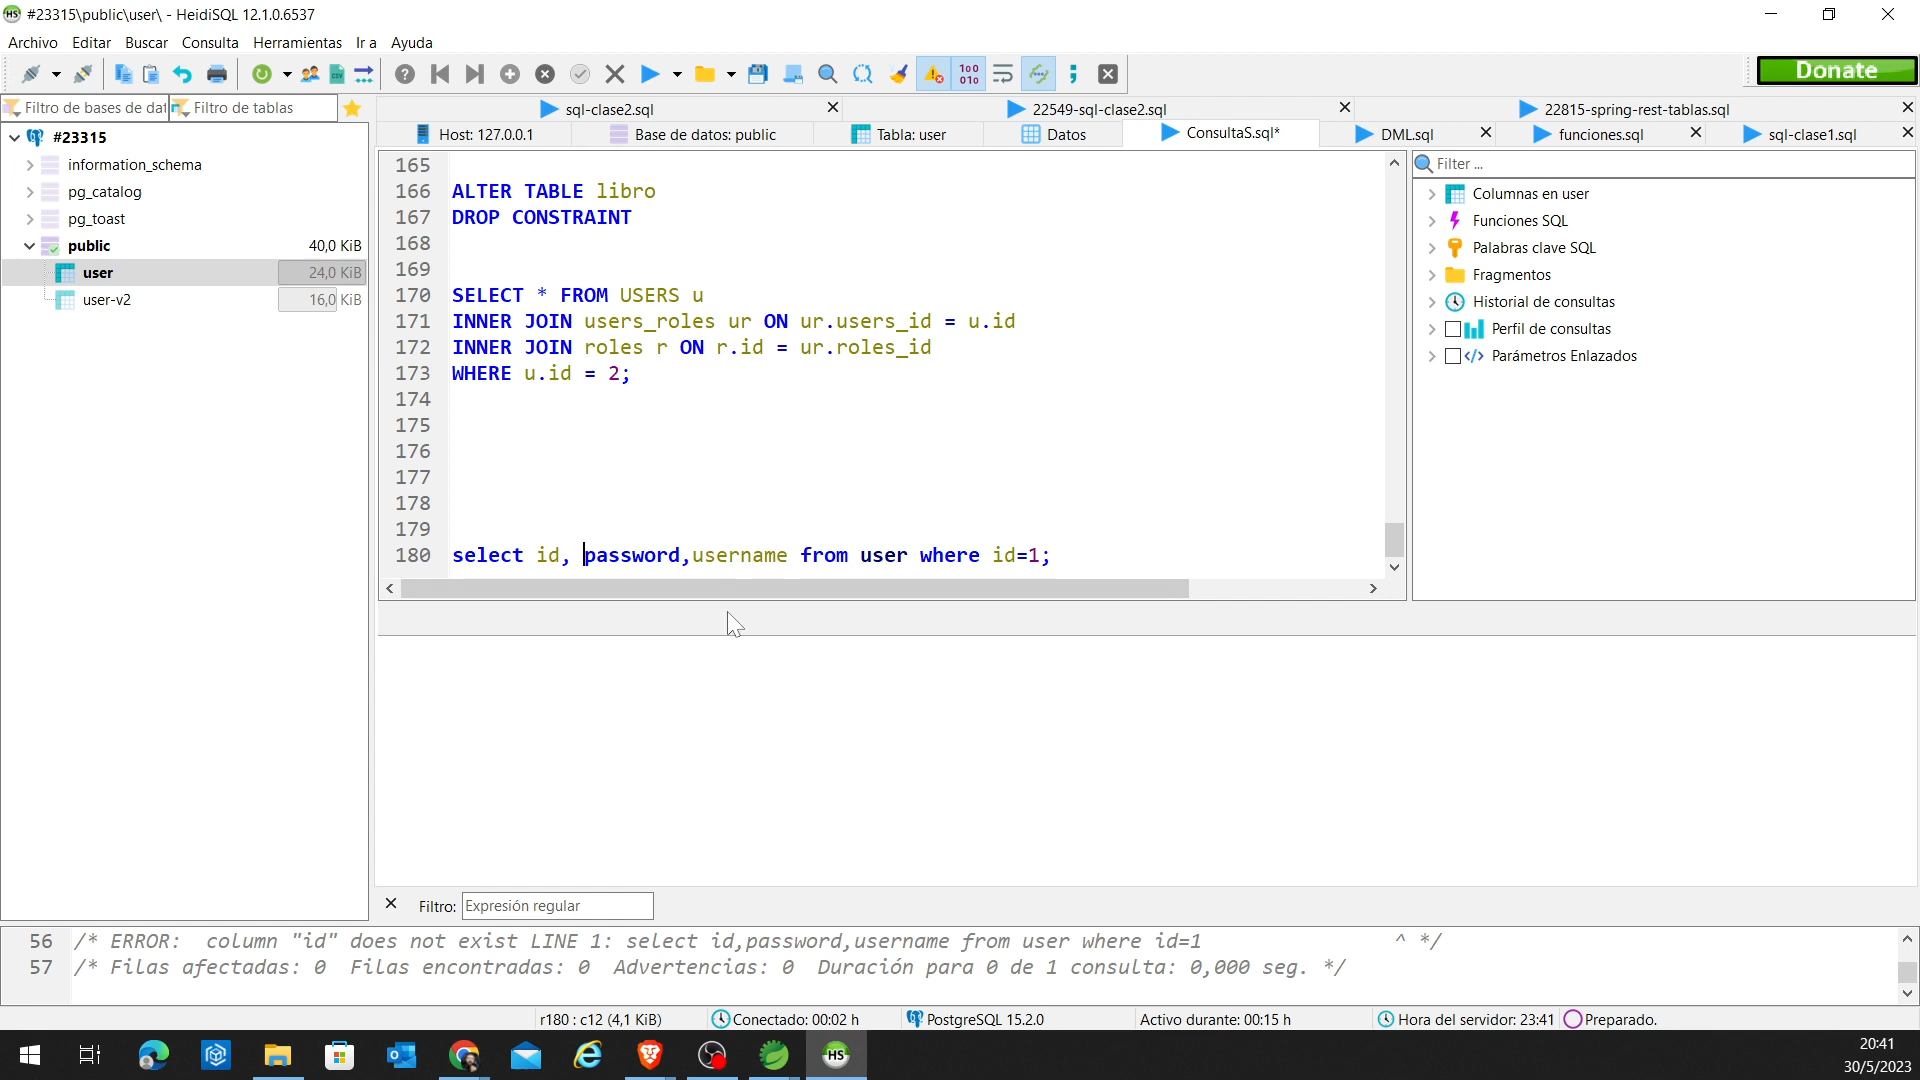 #23315\public\user\ - HeidiSQL 12.1.0.6537
Archivo Editar Buscar Consulta Herramientas Ir a Ayuda
Donate
Filtro de bases de dat Filtro de tablas
sql-clase2.sql 22549-sql-clase2.sql 22815-spring-rest-tablas.sql
Host: 127.0.0.1 Base de datos: public Tabla: user Datos ConsultaS.sql* DML.sql funciones.sql sql-clase1.sql
#23315
information_schema
pg_catalog
pg_toast
public 40,0 KiB
user 24,0 KiB
user-v2 16,0 KiB
165
166 ALTER TABLE libro
167 DROP CONSTRAINT
168
169
170 SELECT * FROM USERS u
171 INNER JOIN users_roles ur ON ur.users_id = u.id
172 INNER JOIN roles r ON r.id = ur.roles_id
173 WHERE u.id = 2;
174
175
176
177
178
179
180 select id, password,username from user where id=1;
Filter ...
Columnas en user
Funciones SQL
Palabras clave SQL
Fragmentos
Historial de consultas
Perfil de consultas
Parámetros Enlazados
Filtro: Expresión regular
56 /* ERROR: column "id" does not exist LINE 1: select id,password,username from user where id=1 ^ */
57 /* Filas afectadas: 0 Filas encontradas: 0 Advertencias: 0 Duración para 0 de 1 consulta: 0,000 seg. */
r180 : c12 (4,1 KiB) Conectado: 00:02 h PostgreSQL 15.2.0 Activo durante: 00:15 h Hora del servidor: 23:41 Preparado.
20:41
30/5/2023